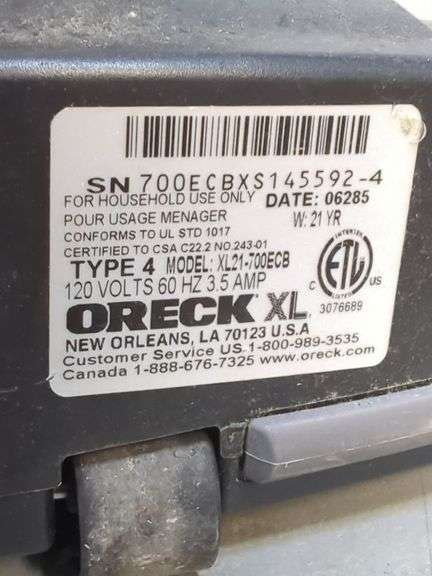 SN 700ECBXS145592-4
FOR HOUSEHOLD USE ONLY DATE: 06285
POUR USAGE MENAGER W: 21 YR
CONFORMS TO UL STD 1017
CERTIFIED TO CSA C22.2 NO.243-01
TYPE 4 MODEL: XL21-700ECB
120 VOLTS 60 HZ 3.5 AMP
INTERTEK
ETL
C US
3076689
ORECK XL
NEW ORLEANS, LA 70123 U.S.A
Customer Service US.1-800-989-3535
Canada 1-888-676-7325 www.oreck.com